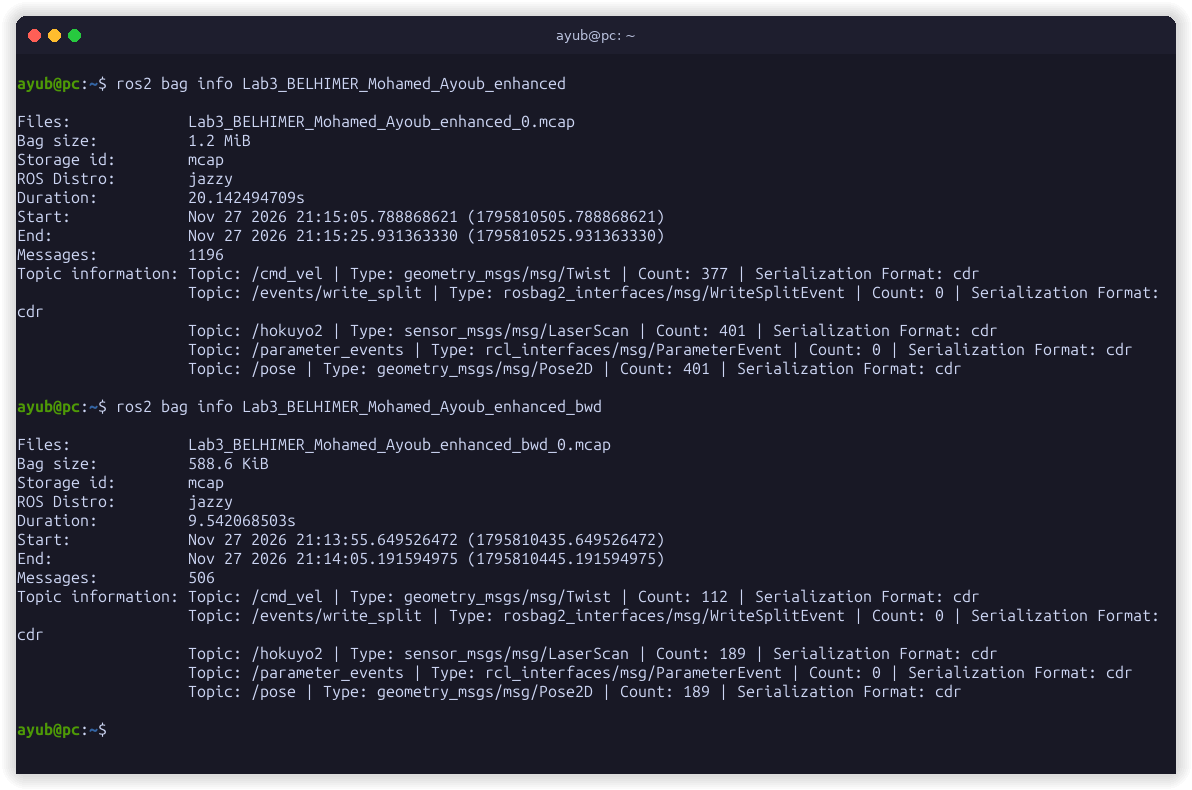 ayub@pc: ~
ayub@pc:~$ ros2 bag info Lab3_BELHIMER_Mohamed_Ayoub_enhanced
Files:             Lab3_BELHIMER_Mohamed_Ayoub_enhanced_0.mcap
Bag size:          1.2 MiB
Storage id:        mcap
ROS Distro:        jazzy
Duration:          20.142494709s
Start:             Nov 27 2026 21:15:05.788868621 (1795810505.788868621)
End:               Nov 27 2026 21:15:25.931363330 (1795810525.931363330)
Messages:          1196
Topic information: Topic: /cmd_vel | Type: geometry_msgs/msg/Twist | Count: 377 | Serialization Format: cdr
                   Topic: /events/write_split | Type: rosbag2_interfaces/msg/WriteSplitEvent | Count: 0 | Serialization Format:
cdr
                   Topic: /hokuyo2 | Type: sensor_msgs/msg/LaserScan | Count: 401 | Serialization Format: cdr
                   Topic: /parameter_events | Type: rcl_interfaces/msg/ParameterEvent | Count: 0 | Serialization Format: cdr
                   Topic: /pose | Type: geometry_msgs/msg/Pose2D | Count: 401 | Serialization Format: cdr
ayub@pc:~$ ros2 bag info Lab3_BELHIMER_Mohamed_Ayoub_enhanced_bwd
Files:             Lab3_BELHIMER_Mohamed_Ayoub_enhanced_bwd_0.mcap
Bag size:          588.6 KiB
Storage id:        mcap
ROS Distro:        jazzy
Duration:          9.542068503s
Start:             Nov 27 2026 21:13:55.649526472 (1795810435.649526472)
End:               Nov 27 2026 21:14:05.191594975 (1795810445.191594975)
Messages:          506
Topic information: Topic: /cmd_vel | Type: geometry_msgs/msg/Twist | Count: 112 | Serialization Format: cdr
                   Topic: /events/write_split | Type: rosbag2_interfaces/msg/WriteSplitEvent | Count: 0 | Serialization Format:
cdr
                   Topic: /hokuyo2 | Type: sensor_msgs/msg/LaserScan | Count: 189 | Serialization Format: cdr
                   Topic: /parameter_events | Type: rcl_interfaces/msg/ParameterEvent | Count: 0 | Serialization Format: cdr
                   Topic: /pose | Type: geometry_msgs/msg/Pose2D | Count: 189 | Serialization Format: cdr
ayub@pc:~$